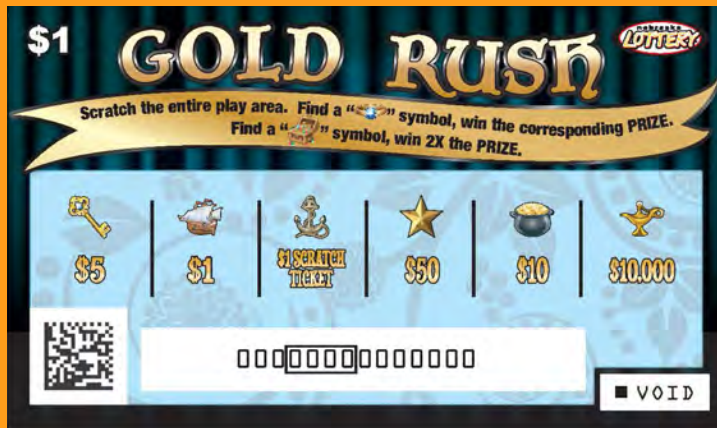 $1
GOLD RUSH
nebraska
LOTTERY
Scratch the entire play area. Find a “ ” symbol, win the corresponding PRIZE.
Find a “ ” symbol, win 2X the PRIZE.
$5
$1
$1 SCRATCH
TICKET
$50
$10
$10,000
000000000000000
VOID